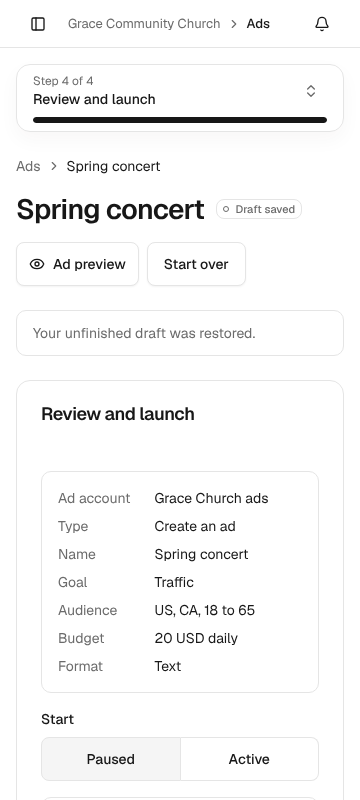 Grace Community Church > Ads
Step 4 of 4
Review and launch
Ads > Spring concert
Spring concert
Draft saved
Ad preview
Start over
Your unfinished draft was restored.
Review and launch
Ad account Grace Church ads
Type Create an ad
Name Spring concert
Goal Traffic
Audience US, CA, 18 to 65
Budget 20 USD daily
Format Text
Start
Paused
Active